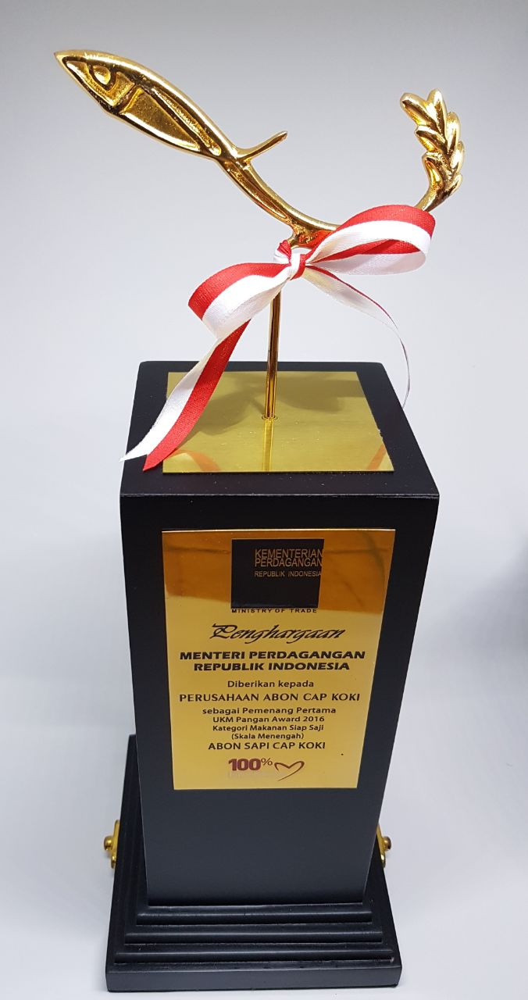 KEMENTERIAN
PERDAGANGAN
REPUBLIK INDONESIA
MINISTRY OF TRADE
Penghargaan
MENTERI PERDAGANGAN
REPUBLIK INDONESIA
Diberikan kepada
PERUSAHAAN ABON CAP KOKI
sebagai Pemenang Pertama
UKM Pangan Award 2016
Kategori Makanan Siap Saji
(Skala Menengah)
ABON SAPI CAP KOKI
100%